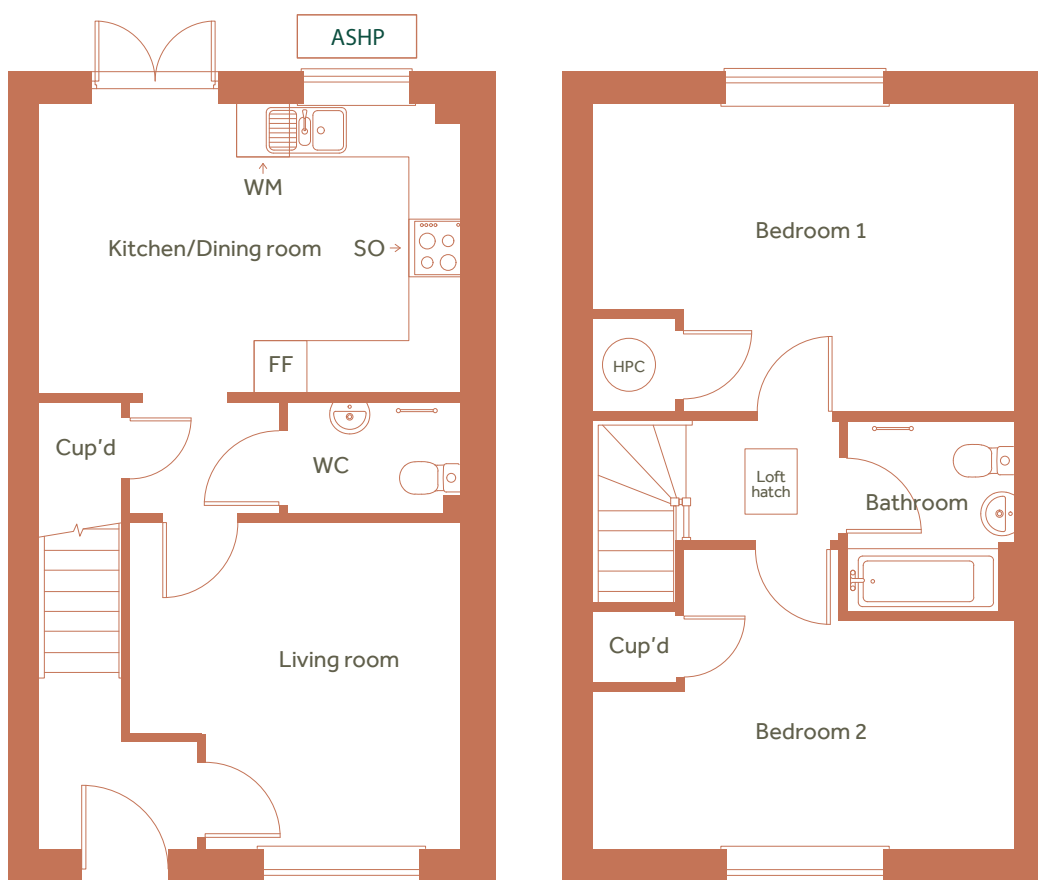 ASHP
WM
Kitchen/Dining room
SO
FF
Cup'd
WC
Living room
Bedroom 1
HPC
Loft
hatch
Bathroom
Cup'd
Bedroom 2